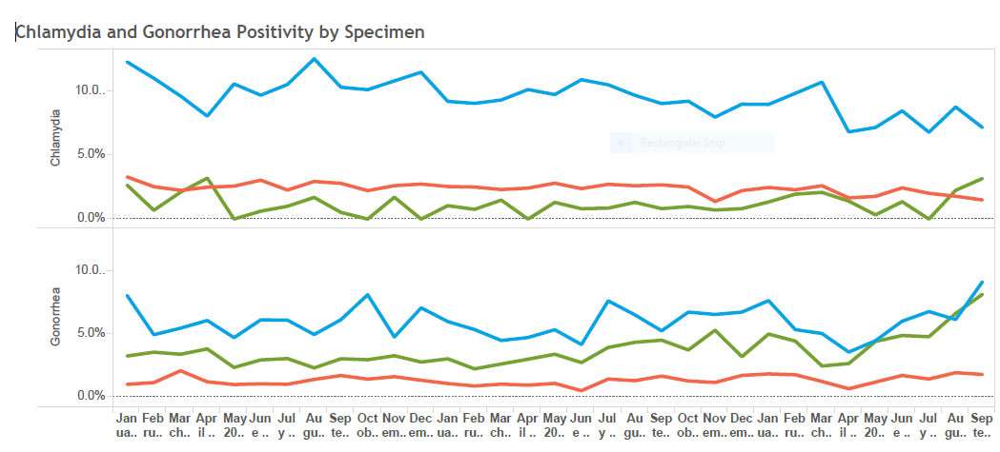 Chlamydia and Gonorrhea Positivity by Specimen
Chlamydia
10.0..
5.0%
0.0%
Rectangular Snip
Gonorrhea
10.0..
5.0%
0.0%
Jan Feb Mar Apr May Jun Jul Au Sep Oct Nov Dec Jan Feb Mar Apr May Jun Jul Au Sep Oct Nov Dec Jan Feb Mar Apr May Jun Jul Au Sep
ua.. ru.. ch.. il .. 20.. e .. y .. gu.. te.. ob.. em.. em.. ua.. ru.. ch.. il .. 20.. e .. y .. gu.. te.. ob.. em.. em.. ua.. ru.. ch.. il .. 20.. e .. y .. gu.. te..